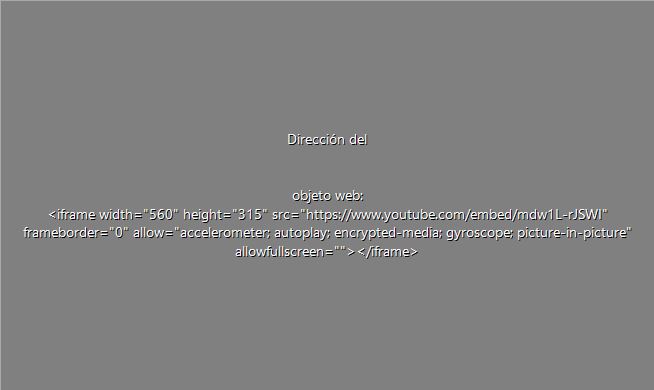 Dirección del
objeto web:
<iframe width="560" height="315" src="https://www.youtube.com/embed/mdw1L-rJSWI"
frameborder="0" allow="accelerometer; autoplay; encrypted-media; gyroscope; picture-in-picture"
allowfullscreen=""></iframe>